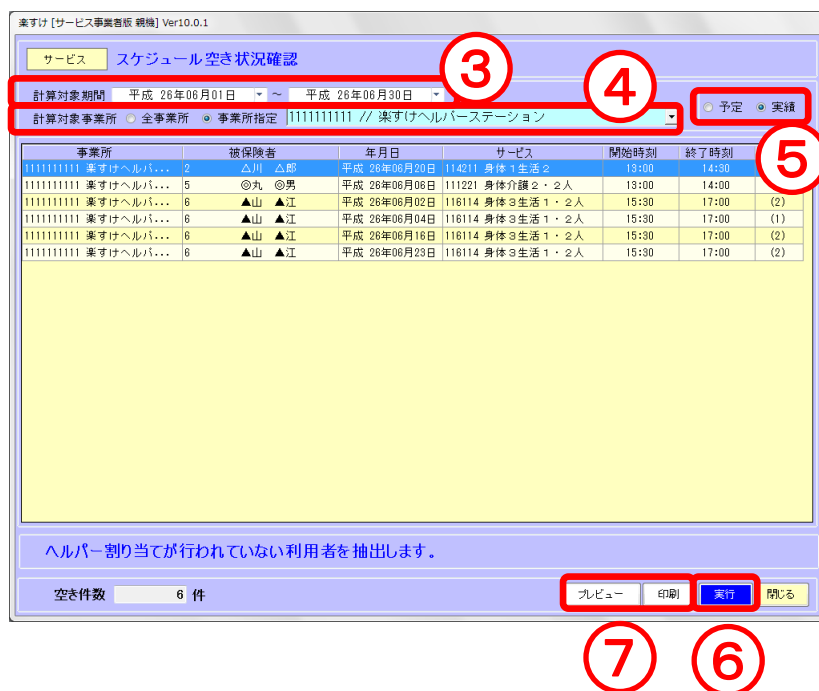 楽すけ [サービス事業者版 親機] Ver10.0.1
サービス スケジュール空き状況確認
③
④
計算対象期間 平成 26年06月01日 ～ 平成 26年06月30日
予定 実績
計算対象事業所 全事業所 事業所指定 1111111111 // 楽すけヘルパーステーション
⑤
事業所 被保険者 年月日 サービス 開始時刻 終了時刻
1111111111 楽すけヘルパ... 2 △川 △郎 平成 26年06月20日 114211 身体１生活２ 13:00 14:30
1111111111 楽すけヘルパ... 5 ◎丸 ◎男 平成 26年06月06日 111221 身体介護２・２人 13:00 14:00
1111111111 楽すけヘルパ... 6 ▲山 ▲江 平成 26年06月02日 116114 身体３生活１・２人 15:30 17:00 (2)
1111111111 楽すけヘルパ... 6 ▲山 ▲江 平成 26年06月04日 116114 身体３生活１・２人 15:30 17:00 (1)
1111111111 楽すけヘルパ... 6 ▲山 ▲江 平成 26年06月16日 116114 身体３生活１・２人 15:30 17:00 (2)
1111111111 楽すけヘルパ... 6 ▲山 ▲江 平成 26年06月23日 116114 身体３生活１・２人 15:30 17:00 (2)
ヘルパー割り当てが行われていない利用者を抽出します。
空き件数 6 件 プレビュー 印刷 実行 閉じる
⑦ ⑥